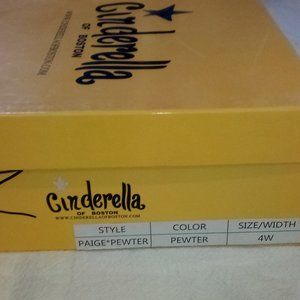 WWW.CINDERELLAOFBOSTON.COM
Cinderella
OF BOSTON
Cinderella
OF BOSTON
WWW.CINDERELLAOFBOSTON.COM
STYLE COLOR SIZE/WIDTH
PAIGE*PEWTER PEWTER 4W